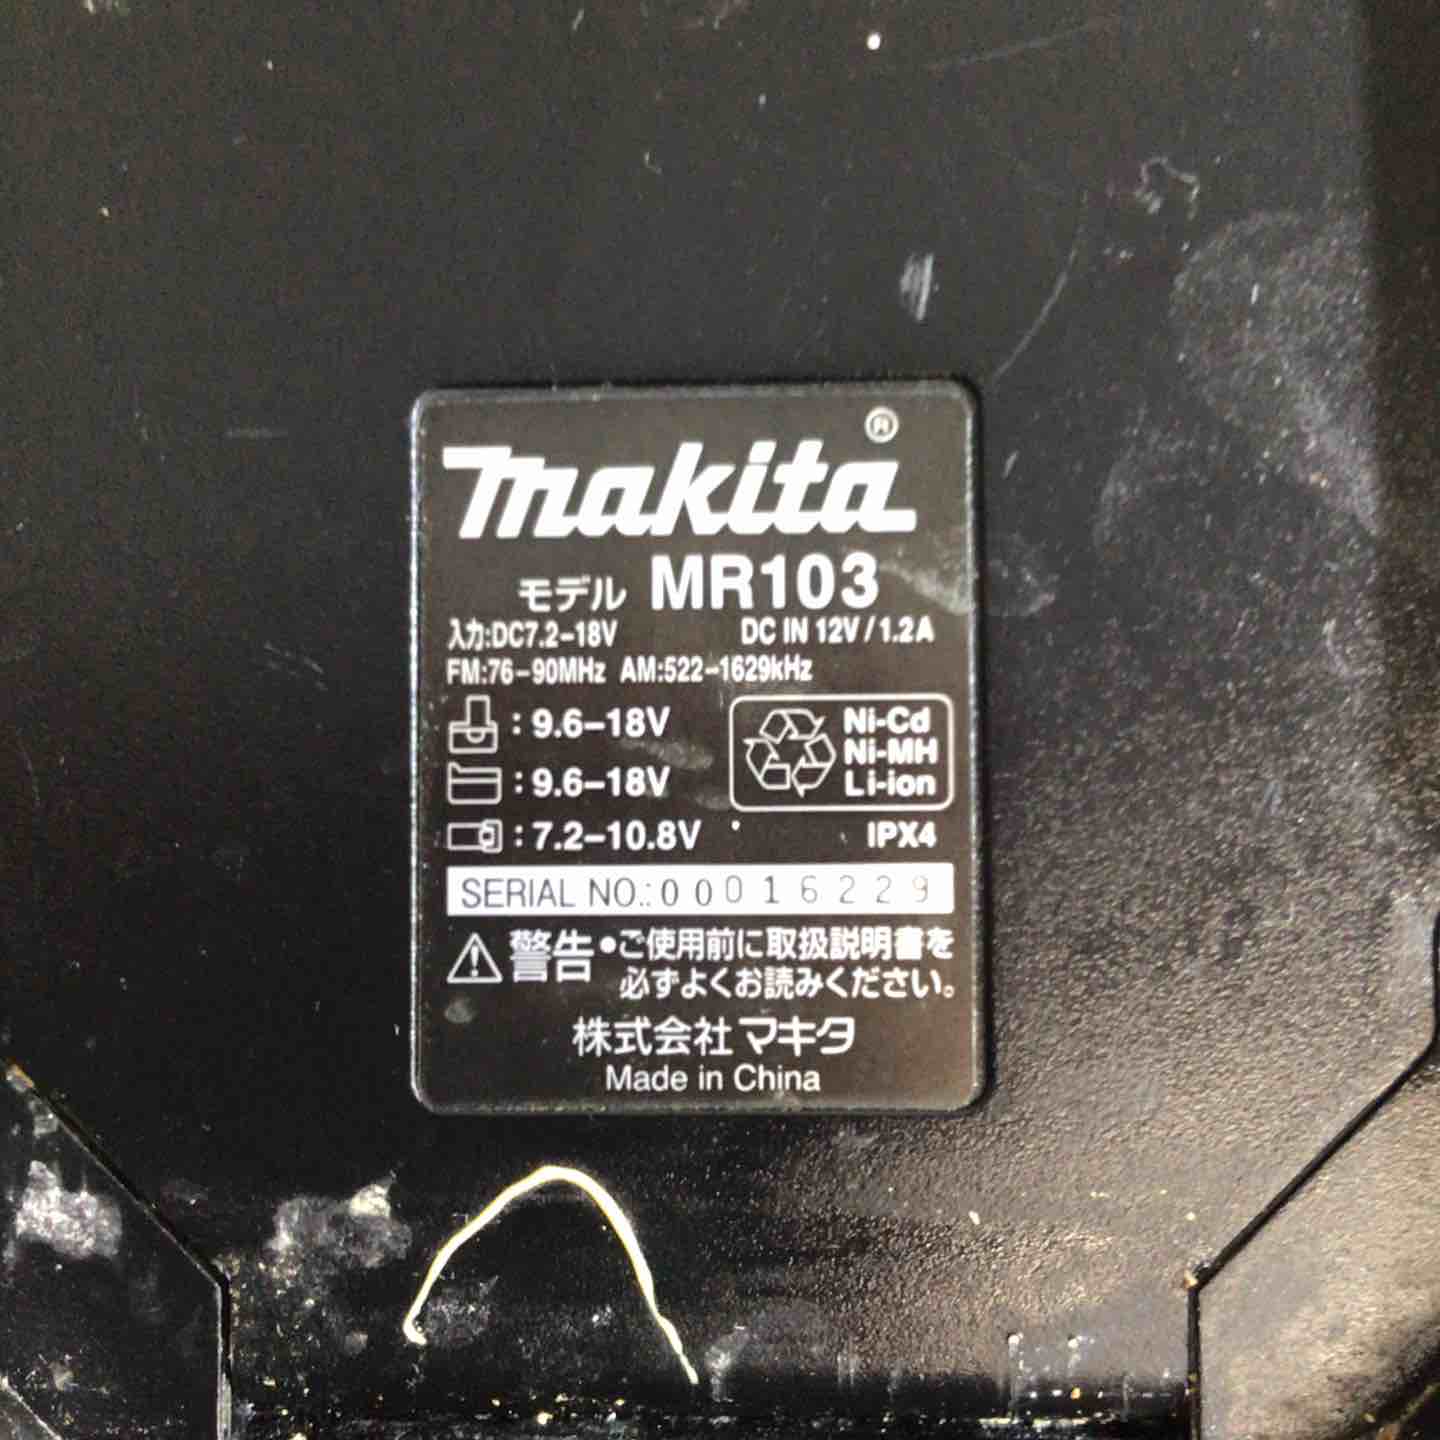 makita®
モデル MR103
入力:DC7.2-18V DC IN 12V/1.2A
FM:76-90MHz AM:522-1629kHz
:9.6-18V
Ni-Cd
Ni-MH
Li-ion
:9.6-18V
:7.2-10.8V IPX4
SERIAL NO.:00016229
警告 •ご使用前に取扱説明書を
必ずよくお読みください。
株式会社マキタ
Made in China